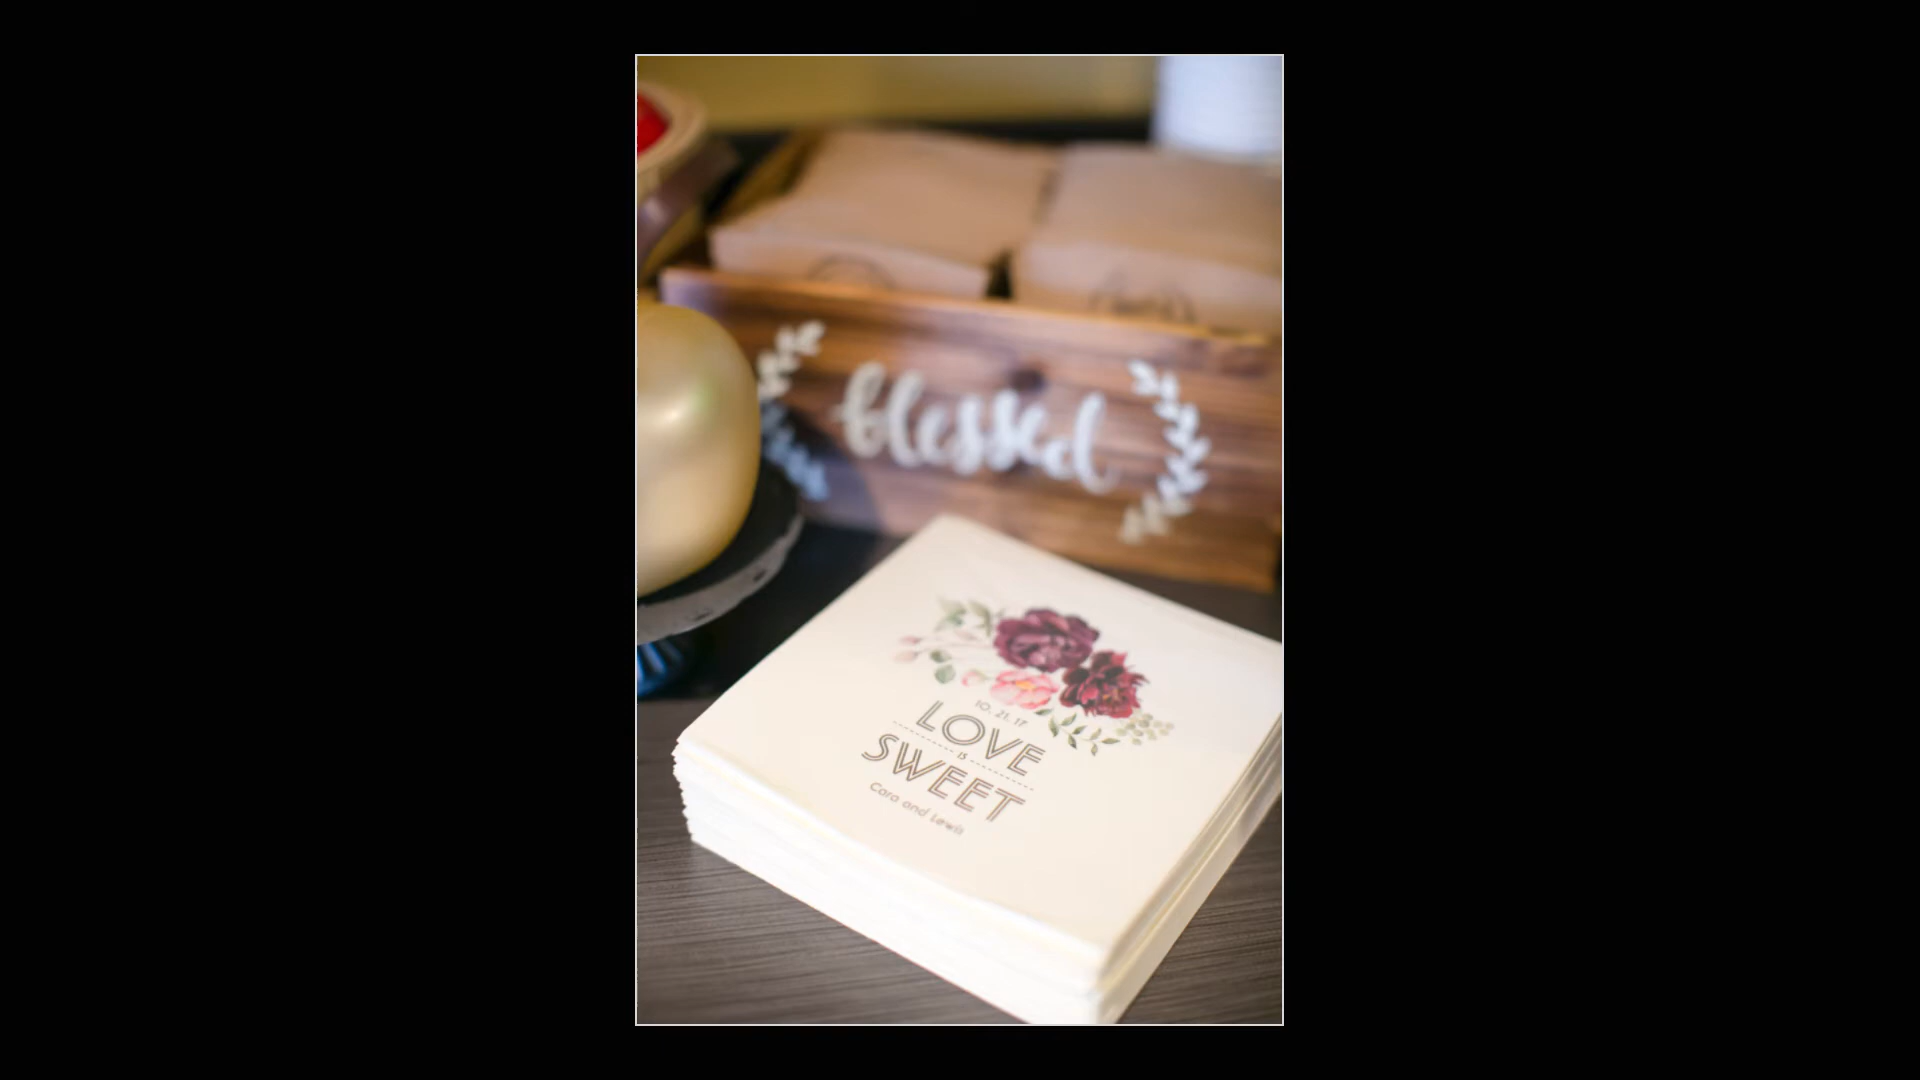 blessed
10. 21. 17
LOVE
IS
SWEET
Cara and Lewis